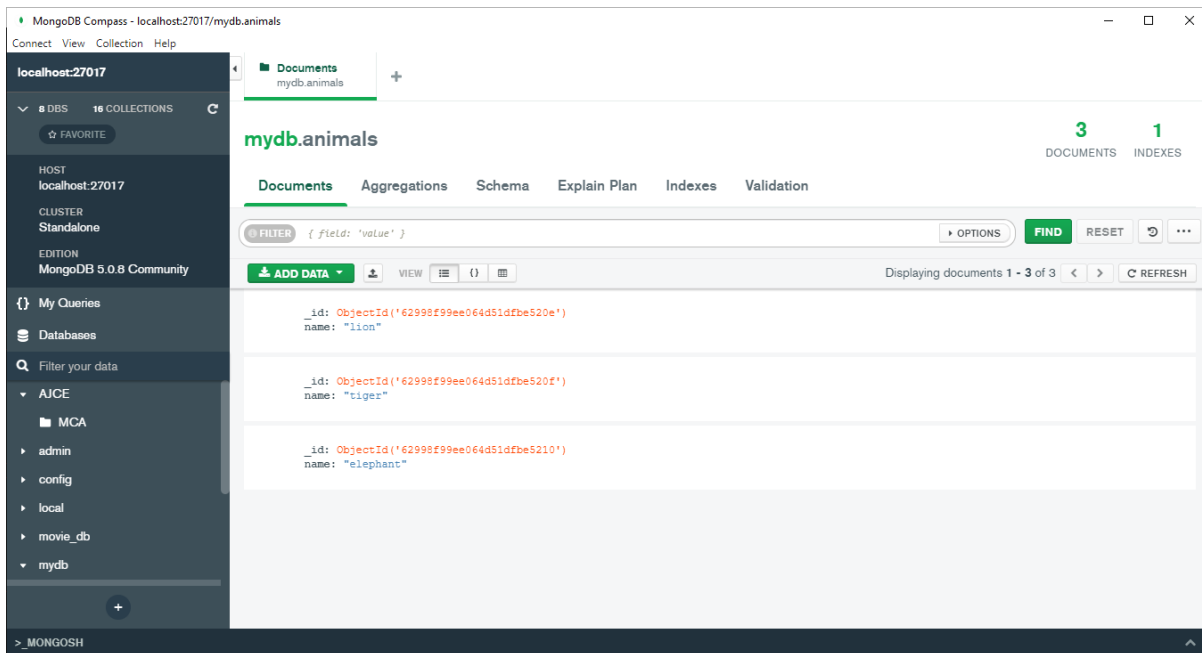 MongoDB Compass - localhost:27017/mydb.animals
Connect View Collection Help
localhost:27017
8 DBS 16 COLLECTIONS
FAVORITE
HOST
localhost:27017
CLUSTER
Standalone
EDITION
MongoDB 5.0.8 Community
{} My Queries
Databases
Filter your data
AJCE
MCA
admin
config
local
movie_db
mydb
+
Documents
mydb.animals
+
mydb.animals
3
DOCUMENTS
1
INDEXES
Documents Aggregations Schema Explain Plan Indexes Validation
FILTER { field: 'value' } OPTIONS FIND RESET ...
ADD DATA VIEW {} Displaying documents 1 - 3 of 3 < > REFRESH
_id: ObjectId('62998f99ee064d51dfbe520e')
name: "lion"
_id: ObjectId('62998f99ee064d51dfbe520f')
name: "tiger"
_id: ObjectId('62998f99ee064d51dfbe5210')
name: "elephant"
>_MONGOSH